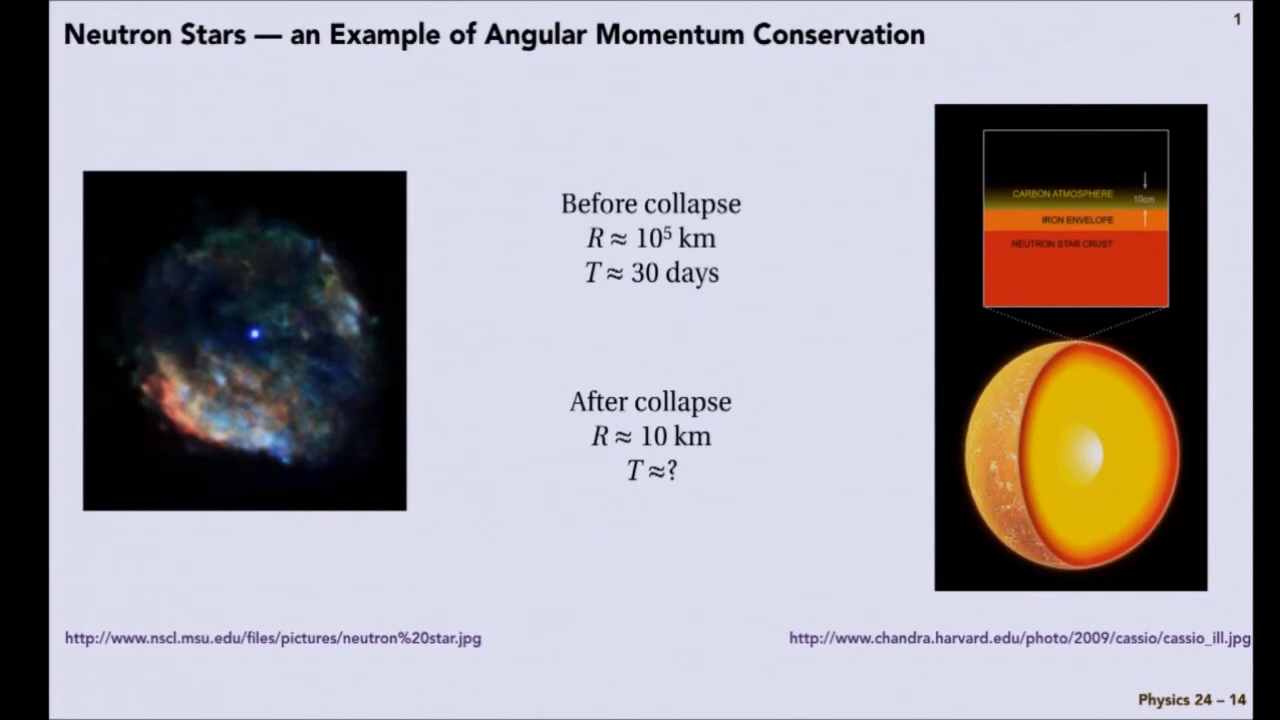 Neutron Stars — an Example of Angular Momentum Conservation
1
Before collapse
R ≈ 10⁵ km
T ≈ 30 days
After collapse
R ≈ 10 km
T ≈?
CARBON ATMOSPHERE
10cm
IRON ENVELOPE
NEUTRON STAR CRUST
http://www.nscl.msu.edu/files/pictures/neutron%20star.jpg
http://www.chandra.harvard.edu/photo/2009/cassio/cassio_ill.jpg
Physics 24 – 14